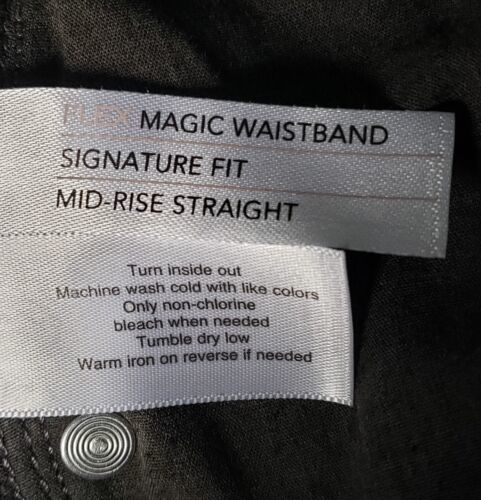 FLEX MAGIC WAISTBAND
SIGNATURE FIT
MID-RISE STRAIGHT
Turn inside out
Machine wash cold with like colors
Only non-chlorine
bleach when needed
Tumble dry low
Warm iron on reverse if needed